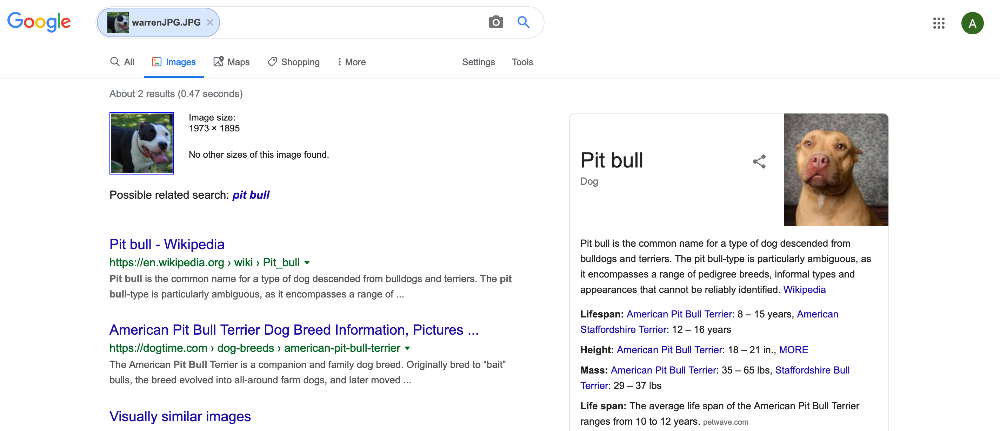 Google
warrenJPG.JPG ×
A
All Images Maps Shopping More Settings Tools
About 2 results (0.47 seconds)
Image size:
1973 × 1895
No other sizes of this image found.
Possible related search: pit bull
Pit bull - Wikipedia
https://en.wikipedia.org › wiki › Pit_bull
Pit bull is the common name for a type of dog descended from bulldogs and terriers. The pit
bull-type is particularly ambiguous, as it encompasses a range of ...
American Pit Bull Terrier Dog Breed Information, Pictures ...
https://dogtime.com › dog-breeds › american-pit-bull-terrier
The American Pit Bull Terrier is a companion and family dog breed. Originally bred to “bait”
bulls, the breed evolved into all-around farm dogs, and later moved ...
Visually similar images
Pit bull
Dog
Pit bull is the common name for a type of dog descended from
bulldogs and terriers. The pit bull-type is particularly ambiguous, as
it encompasses a range of pedigree breeds, informal types and
appearances that cannot be reliably identified. Wikipedia
Lifespan: American Pit Bull Terrier: 8 – 15 years, American
Staffordshire Terrier: 12 – 16 years
Height: American Pit Bull Terrier: 18 – 21 in., MORE
Mass: American Pit Bull Terrier: 35 – 65 lbs, Staffordshire Bull
Terrier: 29 – 37 lbs
Life span: The average life span of the American Pit Bull Terrier
ranges from 10 to 12 years. petwave.com